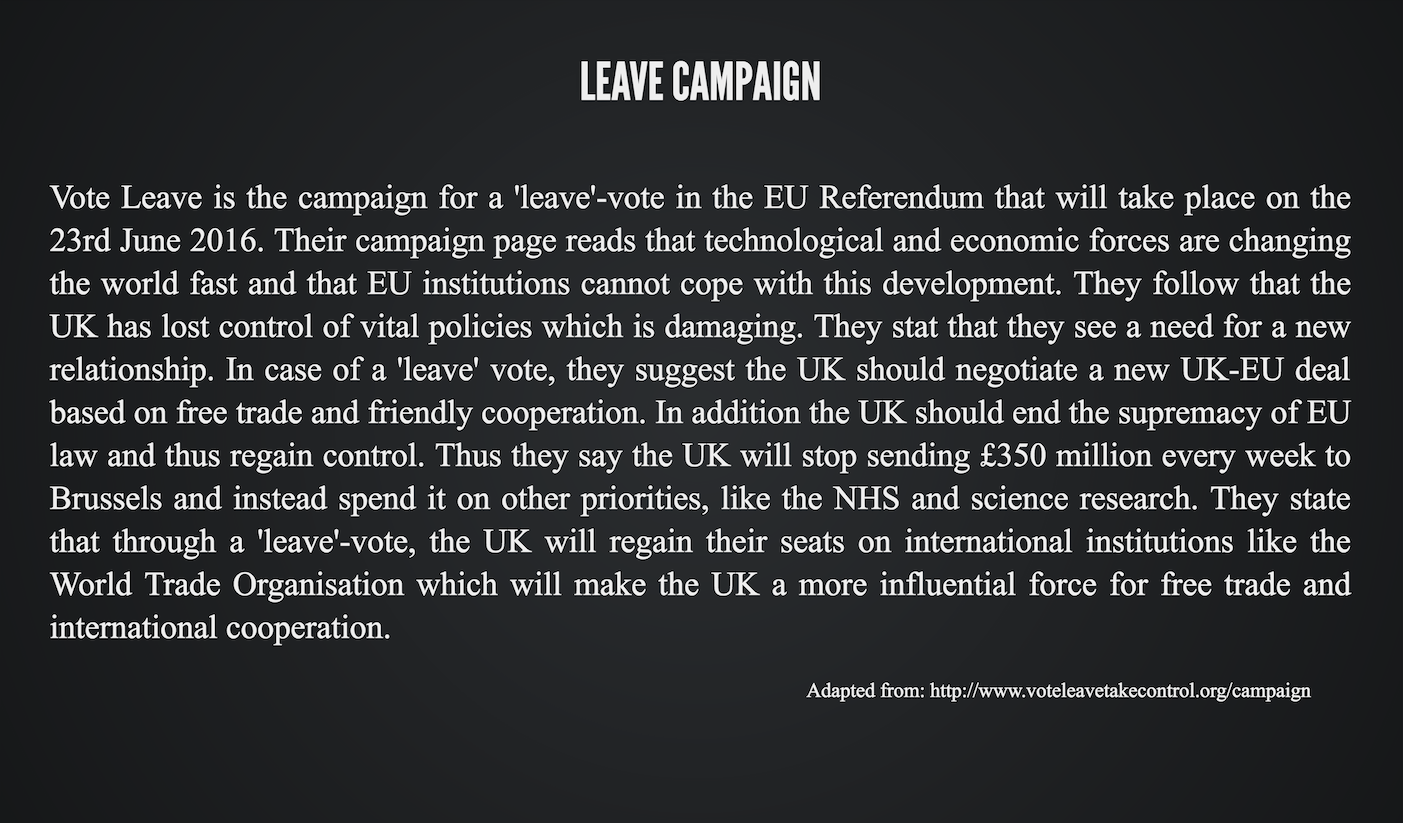 LEAVE CAMPAIGN
Vote Leave is the campaign for a 'leave'-vote in the EU Referendum that will take place on the
23rd June 2016. Their campaign page reads that technological and economic forces are changing
the world fast and that EU institutions cannot cope with this development. They follow that the
UK has lost control of vital policies which is damaging. They stat that they see a need for a new
relationship. In case of a 'leave' vote, they suggest the UK should negotiate a new UK-EU deal
based on free trade and friendly cooperation. In addition the UK should end the supremacy of EU
law and thus regain control. Thus they say the UK will stop sending £350 million every week to
Brussels and instead spend it on other priorities, like the NHS and science research. They state
that through a 'leave'-vote, the UK will regain their seats on international institutions like the
World Trade Organisation which will make the UK a more influential force for free trade and
international cooperation.
Adapted from: http://www.voteleavetakecontrol.org/campaign